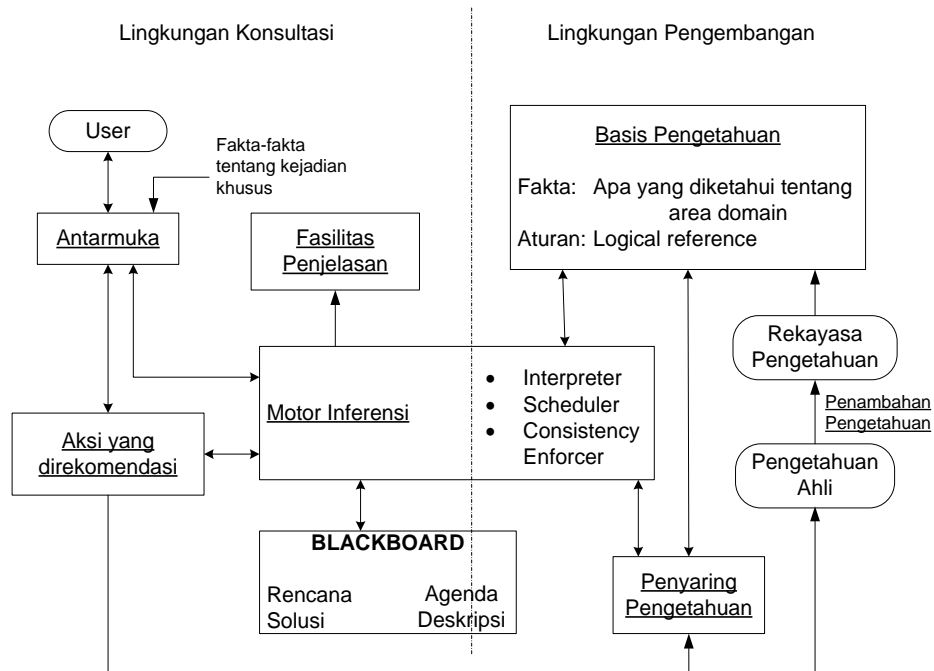 Lingkungan Konsultasi
Lingkungan Pengembangan
User
Fakta-fakta
tentang kejadian
khusus
Antarmuka
Fasilitas
Penjelasan
Basis Pengetahuan
Fakta: Apa yang diketahui tentang
area domain
Aturan: Logical reference
Rekayasa
Pengetahuan
Motor Inferensi
• Interpreter
• Scheduler
• Consistency
Enforcer
Penambahan
Pengetahuan
Aksi yang
direkomendasi
Pengetahuan
Ahli
BLACKBOARD
Rencana Agenda
Solusi Deskripsi
Penyaring
Pengetahuan